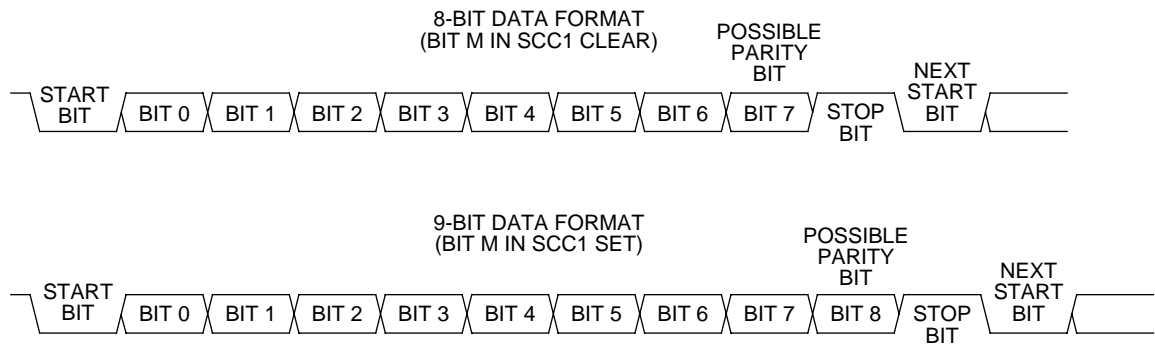 8-BIT DATA FORMAT
(BIT M IN SCC1 CLEAR)
POSSIBLE
PARITY
BIT
NEXT
START
BIT
START
BIT
BIT 0
BIT 1
BIT 2
BIT 3
BIT 4
BIT 5
BIT 6
BIT 7
STOP
BIT
9-BIT DATA FORMAT
(BIT M IN SCC1 SET)
POSSIBLE
PARITY
BIT
NEXT
START
BIT
START
BIT
BIT 0
BIT 1
BIT 2
BIT 3
BIT 4
BIT 5
BIT 6
BIT 7
BIT 8
STOP
BIT